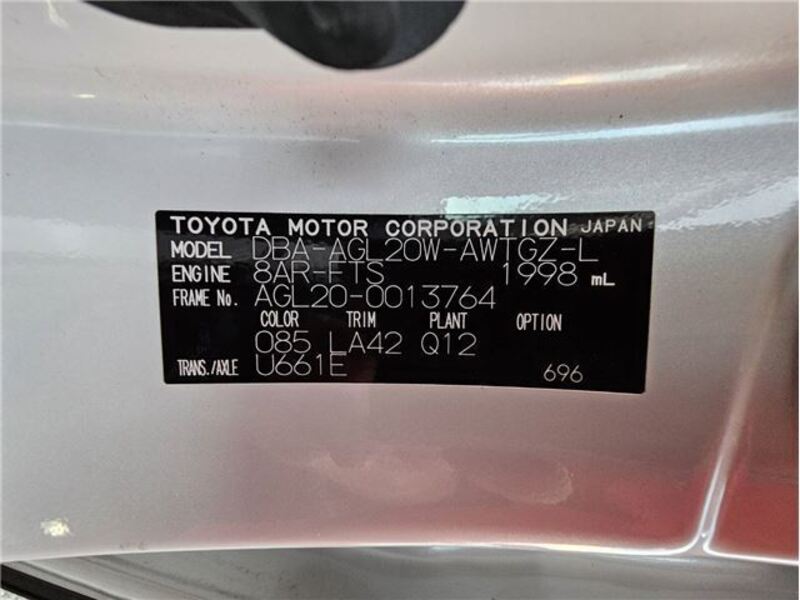 TOYOTA MOTOR CORPORATION JAPAN
MODEL DBA-AGL20W-AWTGZ-L
ENGINE 8AR-FTS 1998 mL
FRAME No. AGL20-0013764
COLOR TRIM PLANT OPTION
085 LA42 Q12
TRANS./AXLE U661E 696